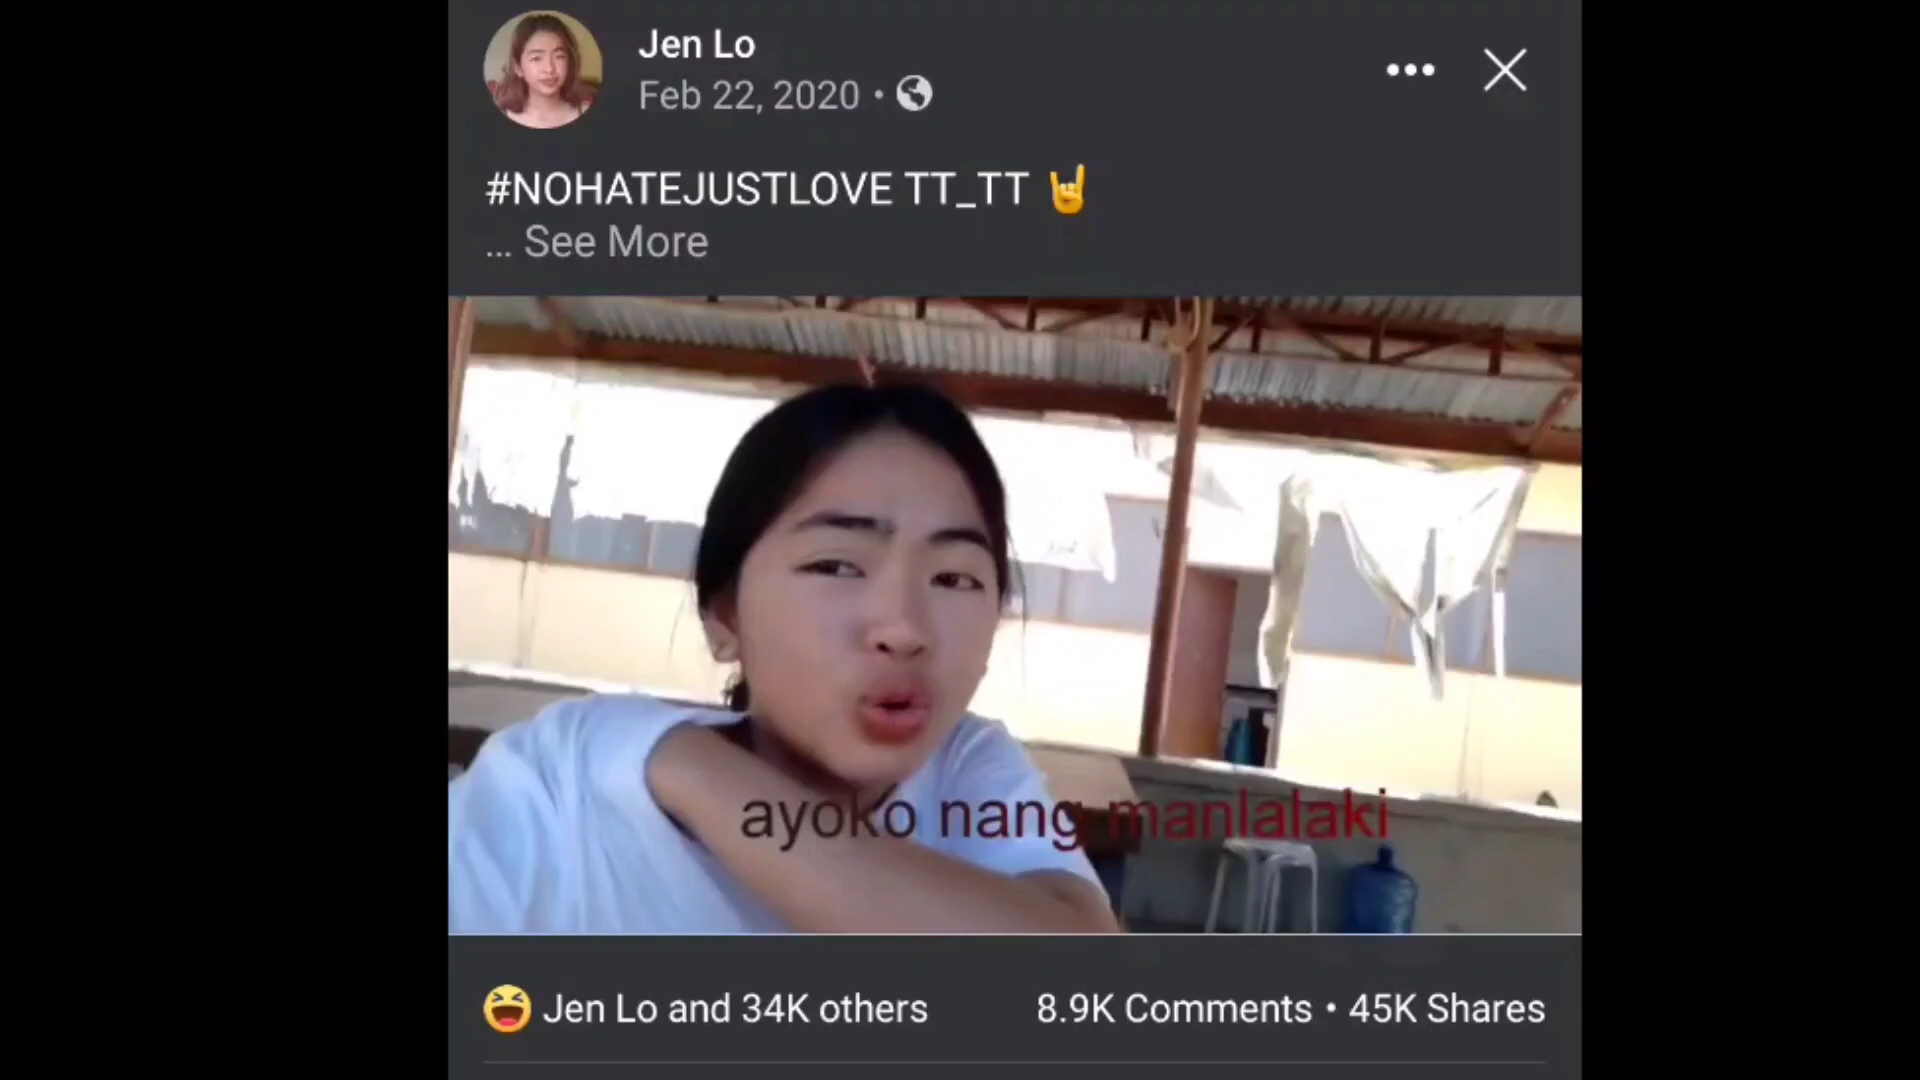 Jen Lo
Feb 22, 2020 •
#NOHATEJUSTLOVE TT_TT 🤘
... See More
ayoko nang manlalaki
Jen Lo and 34K others
8.9K Comments • 45K Shares